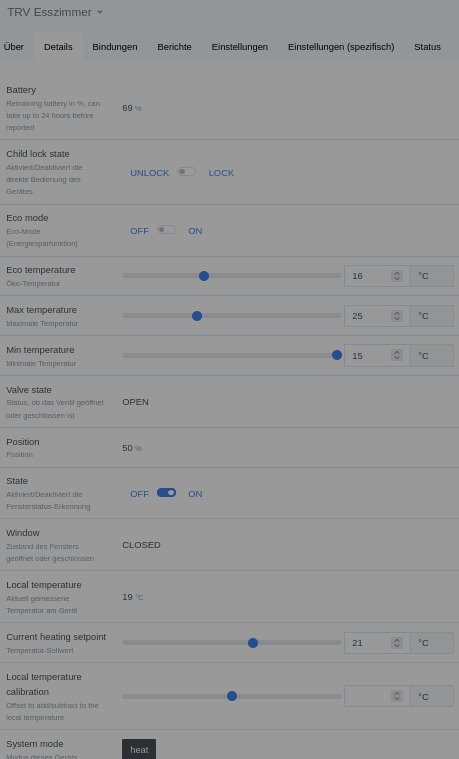 TRV Esszimmer
Über Details Bindungen Berichte Einstellungen Einstellungen (spezifisch) Status
Battery
Remaining battery in %, can
take up to 24 hours before
reported
69 %
Child lock state
Aktiviert/Deaktiviert die
direkte Bedienung des
Gerätes
UNLOCK LOCK
Eco mode
Eco-Mode
(Energiesparfunktion)
OFF ON
Eco temperature
Öko-Temperatur
16 °C
Max temperature
Maximale Temperatur
25 °C
Min temperature
Minimale Temperatur
15 °C
Valve state
Status, ob das Ventil geöffnet
oder geschlossen ist
OPEN
Position
Position
50 %
State
Aktiviert/Deaktiviert die
Fensterstatus-Erkennung
OFF ON
Window
Zustand des Fensters
geöffnet oder geschlossen
CLOSED
Local temperature
Aktuell gemessene
Temperatur am Gerät
19 °C
Current heating setpoint
Temperatur-Sollwert
21 °C
Local temperature
calibration
Offset to add/subtract to the
local temperature
°C
System mode
Modus dieses Geräts
heat